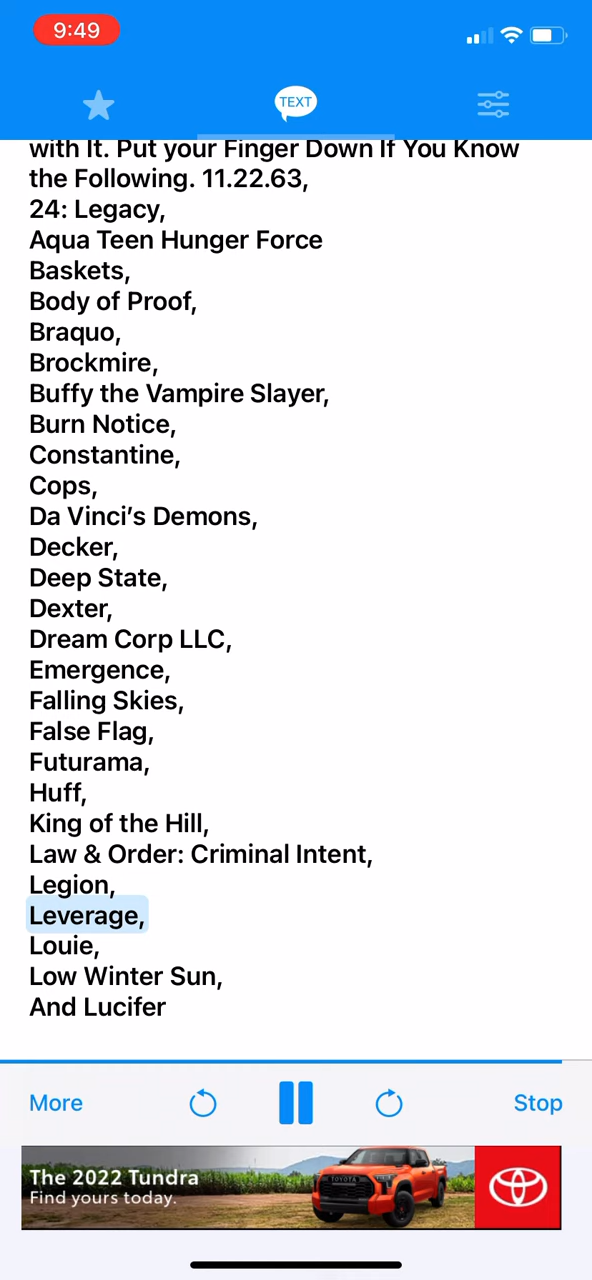 9:49
TEXT
with It. Put your Finger Down If You Know
the Following. 11.22.63,
24: Legacy,
Aqua Teen Hunger Force
Baskets,
Body of Proof,
Braquo,
Brockmire,
Buffy the Vampire Slayer,
Burn Notice,
Constantine,
Cops,
Da Vinci’s Demons,
Decker,
Deep State,
Dexter,
Dream Corp LLC,
Emergence,
Falling Skies,
False Flag,
Futurama,
Huff,
King of the Hill,
Law & Order: Criminal Intent,
Legion,
Leverage,
Louie,
Low Winter Sun,
And Lucifer
More
Stop
The 2022 Tundra
Find yours today.
TOYOTA